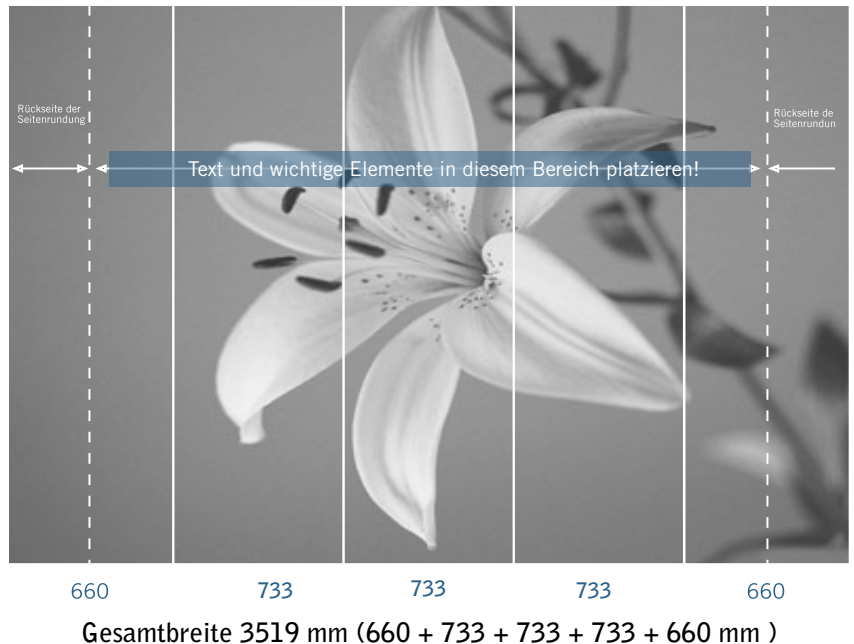 Rückseite der
Seitenrundung
Rückseite de
Seitenrundun
Text und wichtige Elemente in diesem Bereich platzieren!
660
733
733
733
660
Gesamtbreite 3519 mm (660 + 733 + 733 + 733 + 660 mm )